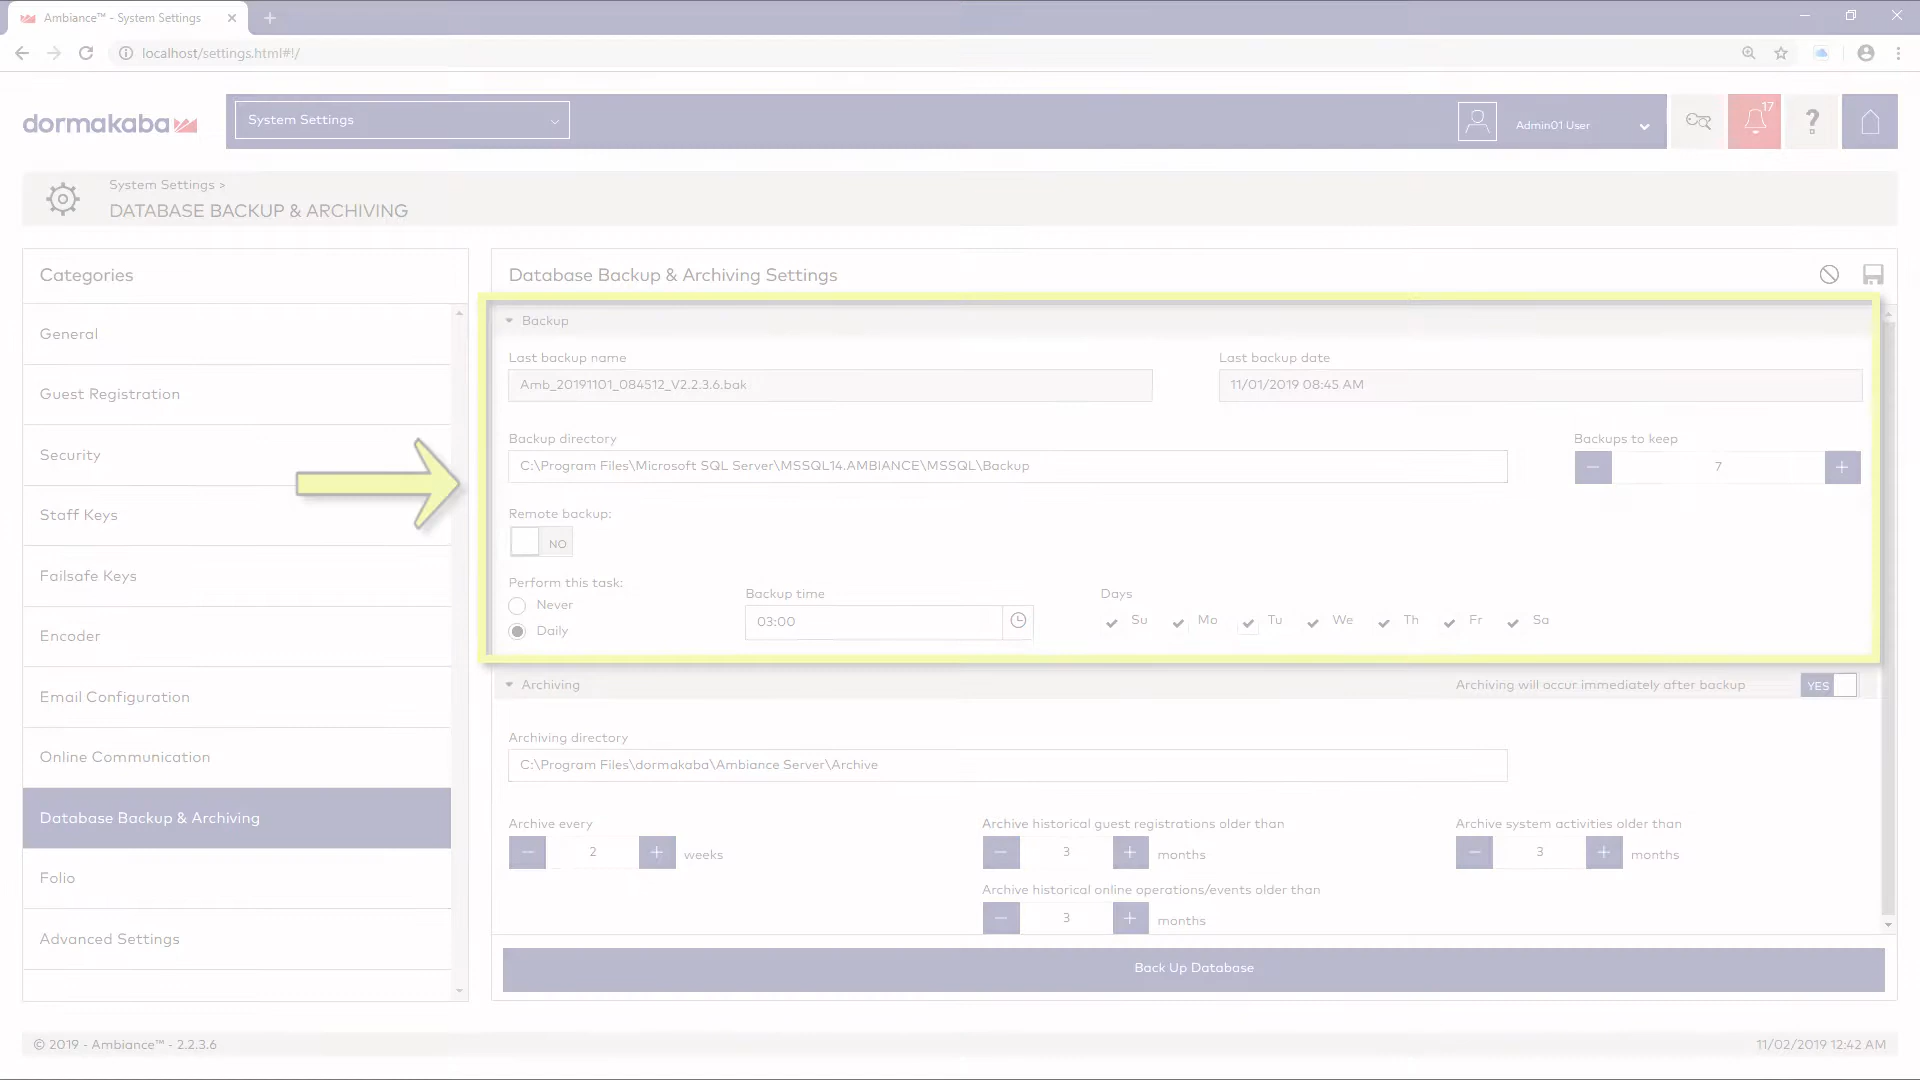 Ambiance™ - System Settings
localhost/settings.html#!/
dormakaba
System Settings
Admin01 User
17
?
System Settings >
DATABASE BACKUP & ARCHIVING
Categories
General
Guest Registration
Security
Staff Keys
Failsafe Keys
Encoder
Email Configuration
Online Communication
Database Backup & Archiving
Folio
Advanced Settings
Database Backup & Archiving Settings
Backup
Last backup name
Last backup date
Amb_20191101_084512_V2.2.3.6.bak
11/01/2019 08:45 AM
Backup directory
Backups to keep
C:\Program Files\Microsoft SQL Server\MSSQL14.AMBIANCE\MSSQL\Backup
7
Remote backup:
NO
Perform this task:
Never
Daily
Backup time
03:00
Days
Su Mo Tu We Th Fr Sa
Archiving
Archiving will occur immediately after backup
YES
Archiving directory
C:\Program Files\dormakaba\Ambiance Server\Archive
Archive every
2 weeks
Archive historical guest registrations older than
3 months
Archive system activities older than
3 months
Archive historical online operations/events older than
3 months
Back Up Database
© 2019 - Ambiance™ - 2.2.3.6
11/02/2019 12:42 AM